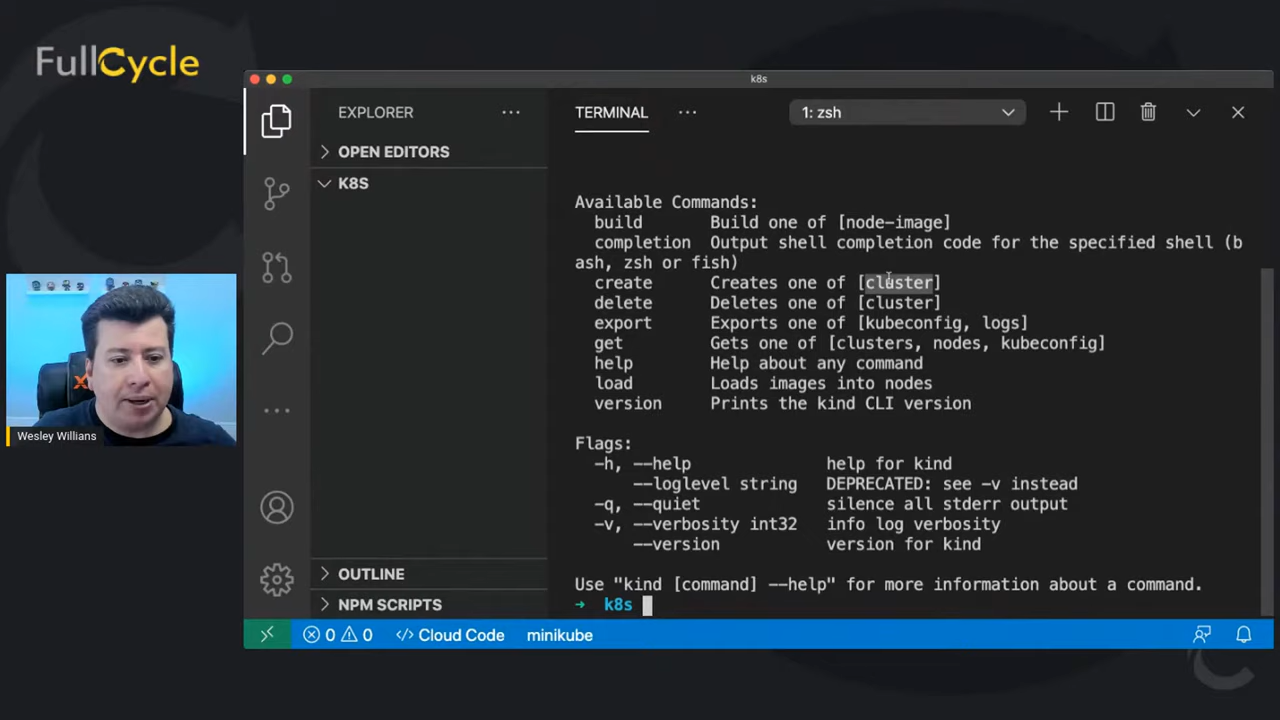 FullCycle
k8s
EXPLORER ...
TERMINAL ...
1: zsh
OPEN EDITORS
K8S
Available Commands:
build Build one of [node-image]
completion Output shell completion code for the specified shell (b
ash, zsh or fish)
create Creates one of [cluster]
delete Deletes one of [cluster]
export Exports one of [kubeconfig, logs]
get Gets one of [clusters, nodes, kubeconfig]
help Help about any command
load Loads images into nodes
version Prints the kind CLI version
Flags:
-h, --help help for kind
--loglevel string DEPRECATED: see -v instead
-q, --quiet silence all stderr output
-v, --verbosity int32 info log verbosity
--version version for kind
Use "kind [command] --help" for more information about a command.
→ k8s
Wesley Willians
OUTLINE
NPM SCRIPTS
0 0 </> Cloud Code minikube